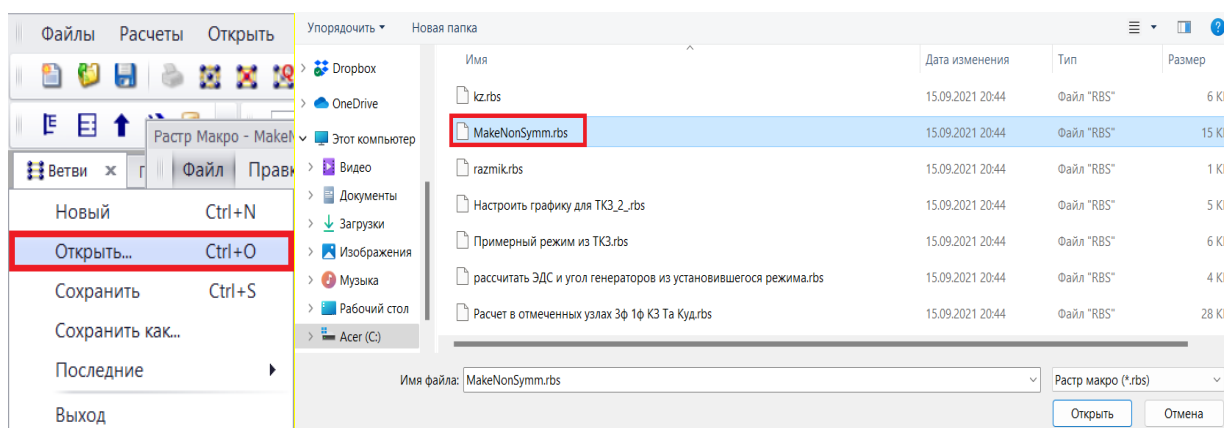 Файлы Расчеты Открыть
Растр Макро - MakeN
Ветви
Файл Правк
Новый Ctrl+N
Открыть... Ctrl+O
Сохранить Ctrl+S
Сохранить как...
Последние
Выход
Упорядочить Новая папка
Dropbox
OneDrive
Этот компьютер
Видео
Документы
Загрузки
Изображения
Музыка
Рабочий стол
Acer (C:)
Имя Дата изменения Тип Размер
kz.rbs 15.09.2021 20:44 Файл "RBS" 6 К
MakeNonSymm.rbs 15.09.2021 20:44 Файл "RBS" 15 К
razmik.rbs 15.09.2021 20:44 Файл "RBS" 1 К
Настроить графику для ТКЗ_2_.rbs 15.09.2021 20:44 Файл "RBS" 5 К
Примерный режим из ТКЗ.rbs 15.09.2021 20:44 Файл "RBS" 6 К
рассчитать ЭДС и угол генераторов из установившегося режима.rbs 15.09.2021 20:44 Файл "RBS" 4 К
Расчет в отмеченных узлах 3ф 1ф КЗ Та Куд.rbs 15.09.2021 20:44 Файл "RBS" 28 К
Имя файла: MakeNonSymm.rbs Растр макро (*.rbs)
Открыть Отмена